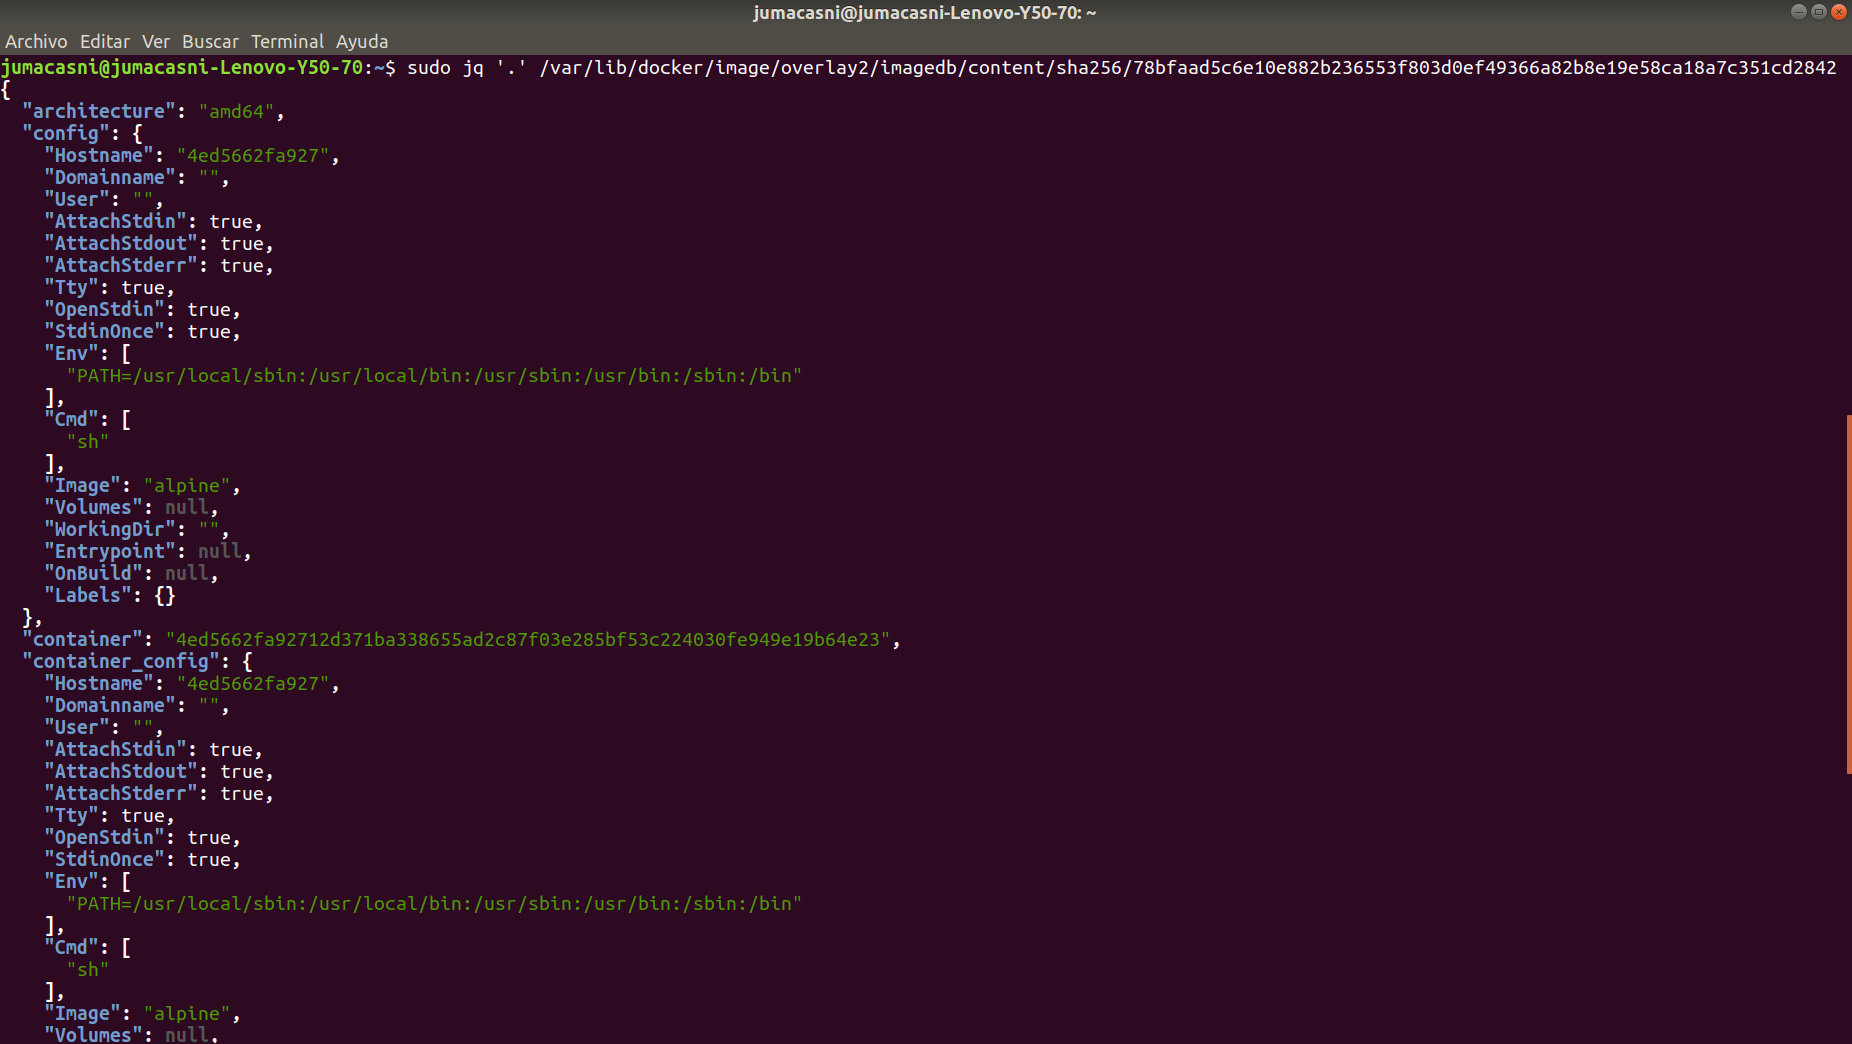 jumacasni@jumacasni-Lenovo-Y50-70: ~
Archivo Editar Ver Buscar Terminal Ayuda
jumacasni@jumacasni-Lenovo-Y50-70:~$ sudo jq '.' /var/lib/docker/image/overlay2/imagedb/content/sha256/78bfaad5c6e10e882b236553f803d0ef49366a82b8e19e58ca18a7c351cd2842
{
  "architecture": "amd64",
  "config": {
    "Hostname": "4ed5662fa927",
    "Domainname": "",
    "User": "",
    "AttachStdin": true,
    "AttachStdout": true,
    "AttachStderr": true,
    "Tty": true,
    "OpenStdin": true,
    "StdinOnce": true,
    "Env": [
      "PATH=/usr/local/sbin:/usr/local/bin:/usr/sbin:/usr/bin:/sbin:/bin"
    ],
    "Cmd": [
      "sh"
    ],
    "Image": "alpine",
    "Volumes": null,
    "WorkingDir": "",
    "Entrypoint": null,
    "OnBuild": null,
    "Labels": {}
  },
  "container": "4ed5662fa92712d371ba338655ad2c87f03e285bf53c224030fe949e19b64e23",
  "container_config": {
    "Hostname": "4ed5662fa927",
    "Domainname": "",
    "User": "",
    "AttachStdin": true,
    "AttachStdout": true,
    "AttachStderr": true,
    "Tty": true,
    "OpenStdin": true,
    "StdinOnce": true,
    "Env": [
      "PATH=/usr/local/sbin:/usr/local/bin:/usr/sbin:/usr/bin:/sbin:/bin"
    ],
    "Cmd": [
      "sh"
    ],
    "Image": "alpine",
    "Volumes": null,